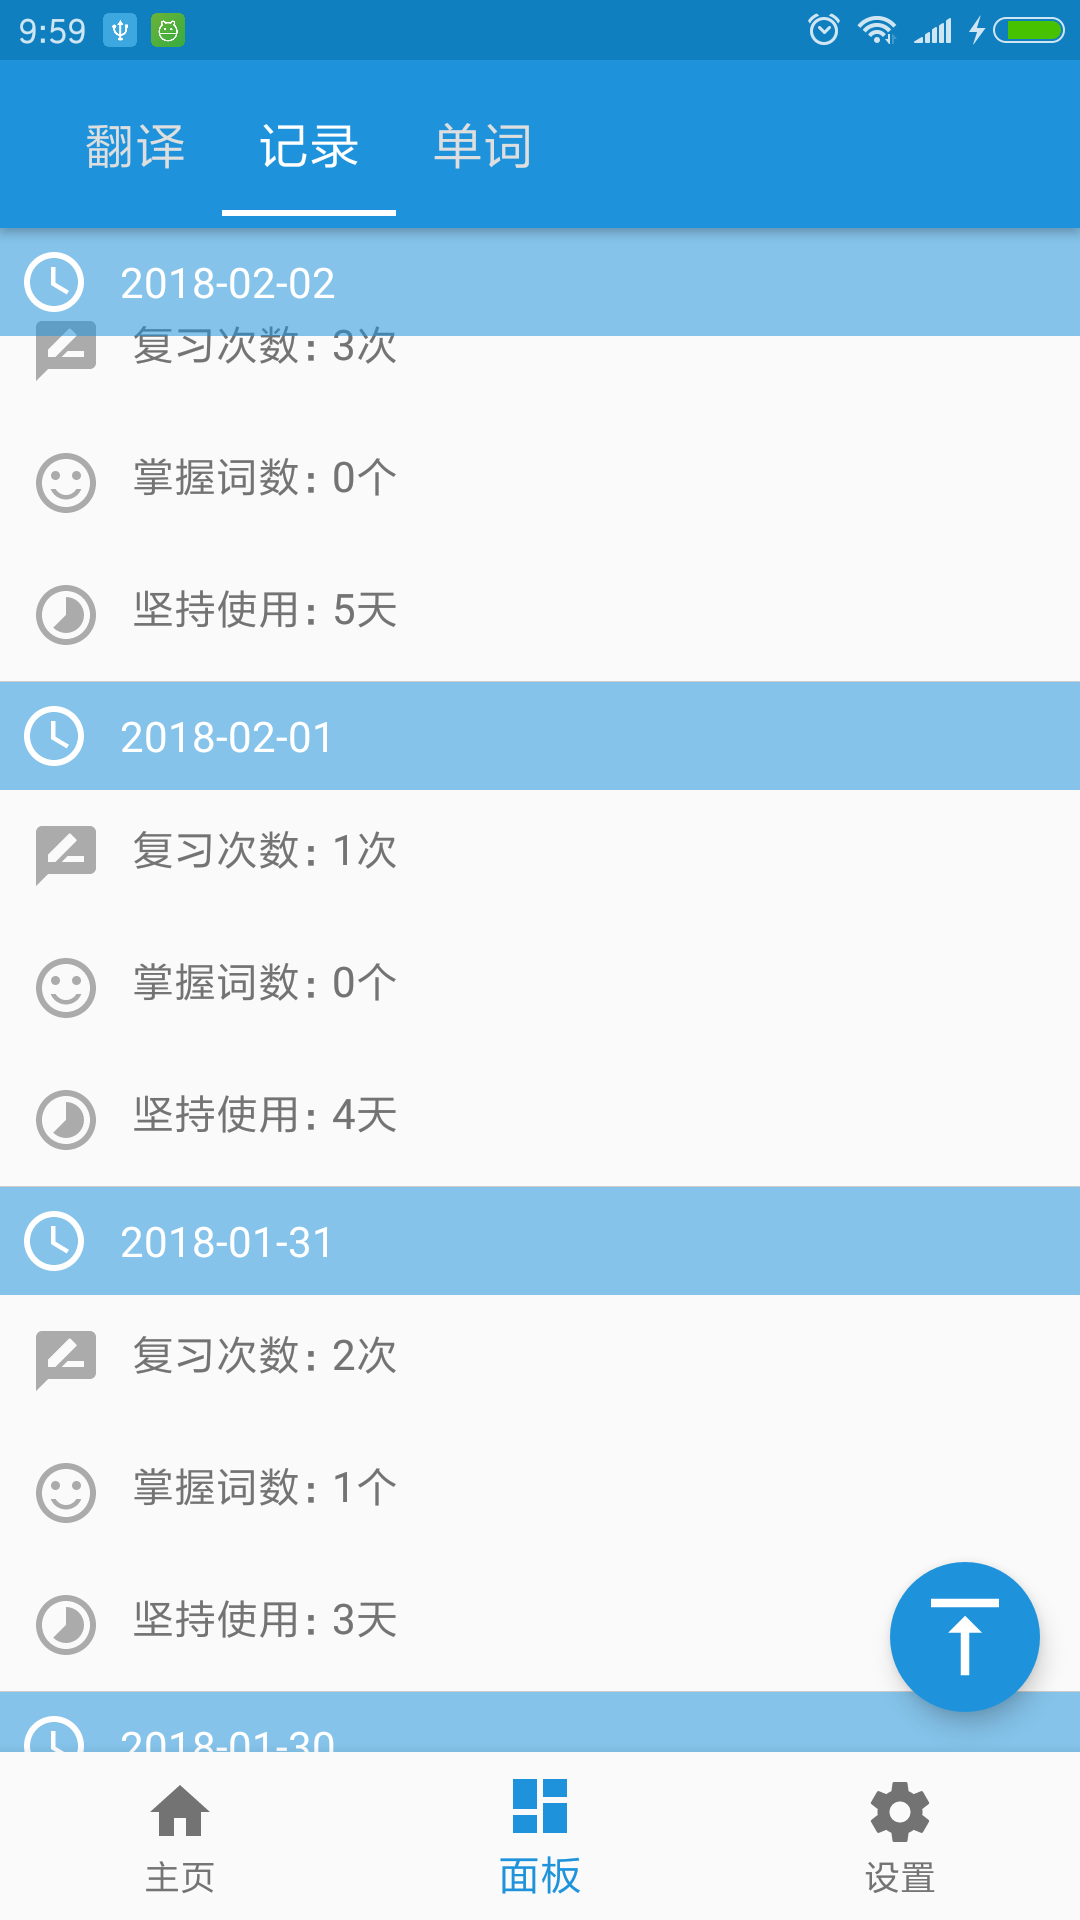 9:59
翻译 记录 单词
2018-02-02
复习次数: 3次
掌握词数: 0个
坚持使用: 5天
2018-02-01
复习次数: 1次
掌握词数: 0个
坚持使用: 4天
2018-01-31
复习次数: 2次
掌握词数: 1个
坚持使用: 3天
2018-01-30
主页 面板 设置